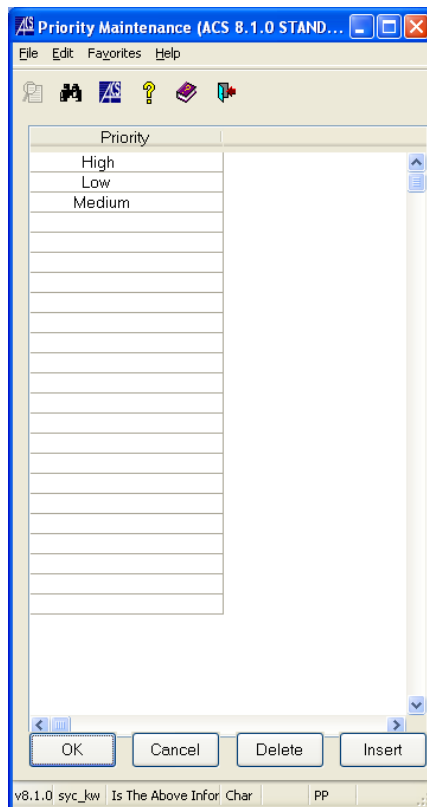 Priority Maintenance (ACS 8.1.0 STAND...
File Edit Favorites Help
ACS
Priority
High
Low
Medium
OK Cancel Delete Insert
v8.1.0 syc_kw Is The Above Infor Char PP